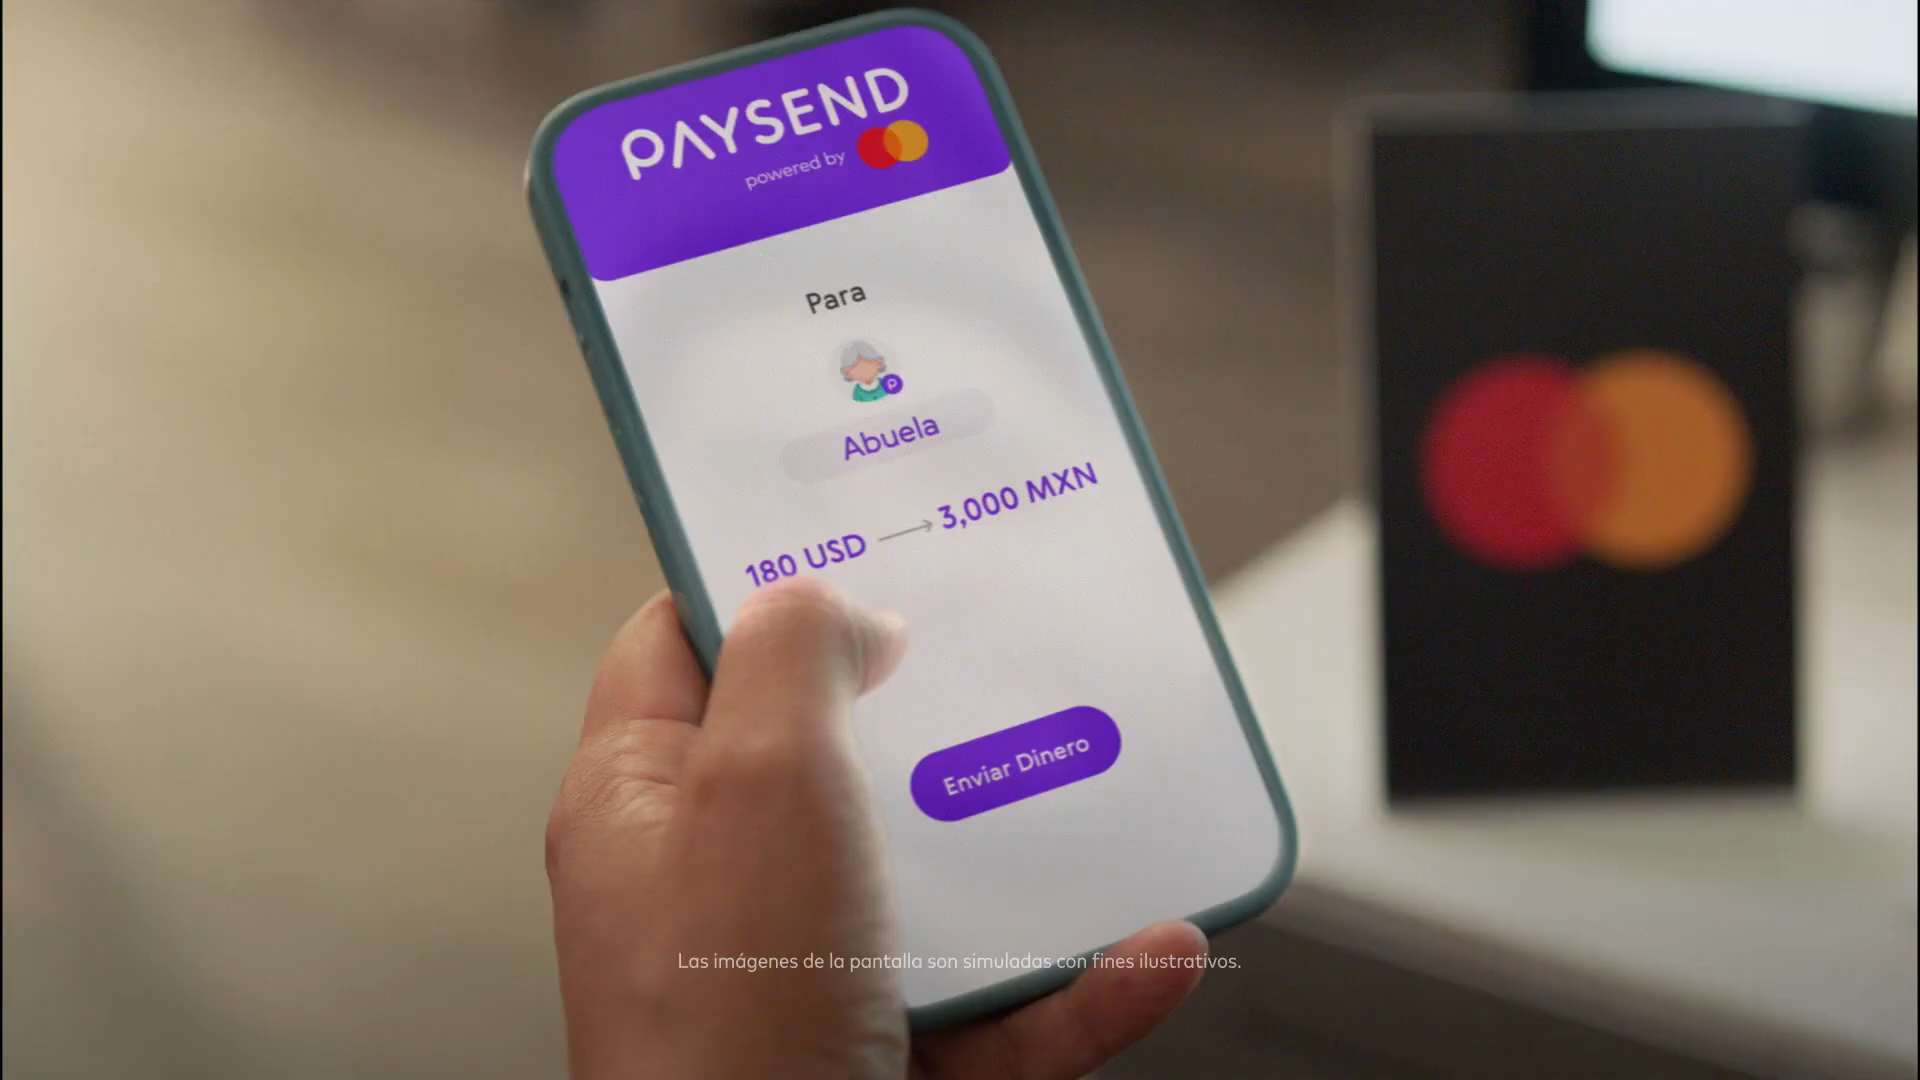 PAYSEND
powered by
Para
Abuela
180 USD → 3,000 MXN
Enviar Dinero
Las imágenes de la pantalla son simuladas con fines ilustrativos.